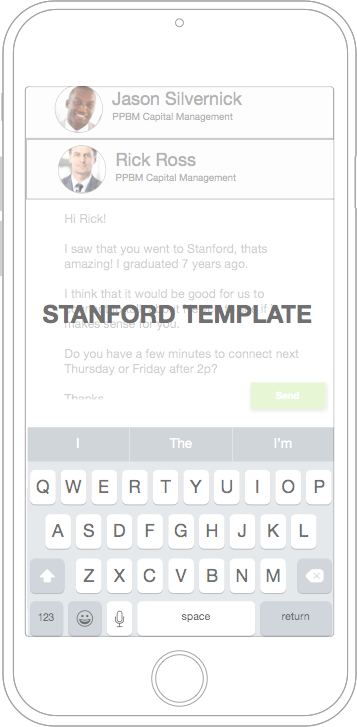 Jason Silvernick
PPBM Capital Management
Rick Ross
PPBM Capital Management
Hi Rick!
I saw that you went to Stanford, thats
amazing! I graduated 7 years ago.
I think that it would be good for us to
STANFORD TEMPLATE
makes sense for you.
Do you have a few minutes to connect next
Thursday or Friday after 2p?
Thanks
Send
I The I'm
Q W E R T Y U I O P
A S D F G H J K L
Z X C V B N M
123 space return